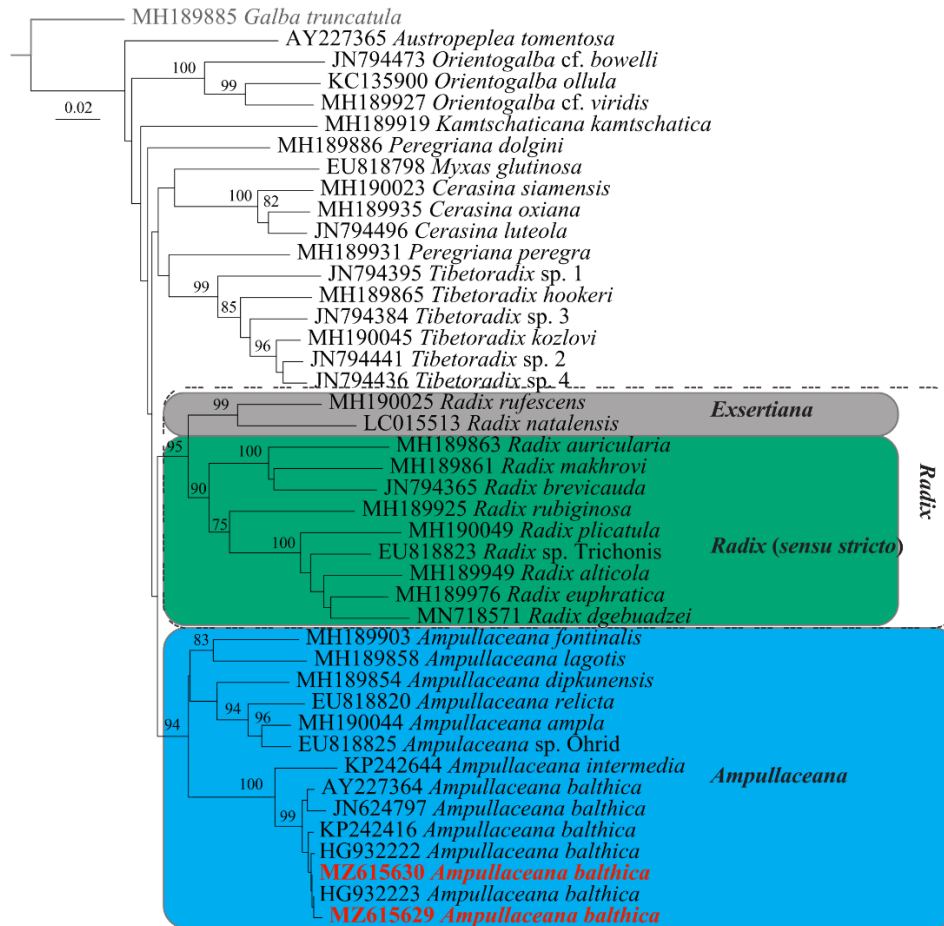 MH189885 Galba truncatula
AY227365 Austropeplea tomentosa
JN794473 Orientogalba cf. bowelli
100
KC135900 Orientogalba ollula
99
MH189927 Orientogalba cf. viridis
0.02
MH189919 Kamtschaticana kamtschatica
MH189886 Peregriana dolgini
EU818798 Myxas glutinosa
100
MH190023 Cerasina siamensis
82
MH189935 Cerasina oxiana
JN794496 Cerasina luteola
MH189931 Peregriana peregra
99
JN794395 Tibetoradix sp. 1
MH189865 Tibetoradix hookeri
85
JN794384 Tibetoradix sp. 3
MH190045 Tibetoradix kozlovi
96
JN794441 Tibetoradix sp. 2
JN794436 Tibetoradix sp. 4
99
MH190025 Radix rufescens
Exsertiana
LC015513 Radix natalensis
95
MH189863 Radix auricularia
100
MH189861 Radix makhrovi
90
JN794365 Radix brevicauda
Radix
MH189925 Radix rubiginosa
75
MH190049 Radix plicatula
100
EU818823 Radix sp. Trichonis
Radix (sensu stricto)
MH189949 Radix alticola
MH189976 Radix euphratica
MN718571 Radix dgebuadzei
83
MH189903 Ampullaceana fontinalis
MH189858 Ampullaceana lagotis
MH189854 Ampullaceana dipkunensis
94
EU818820 Ampullaceana relicta
94
96
MH190044 Ampullaceana ampla
EU818825 Ampulaceana sp. Ohrid
KP242644 Ampullaceana intermedia
Ampullaceana
100
AY227364 Ampullaceana balthica
JN624797 Ampullaceana balthica
99
KP242416 Ampullaceana balthica
HG932222 Ampullaceana balthica
MZ615630 Ampullaceana balthica
HG932223 Ampullaceana balthica
MZ615629 Ampullaceana balthica